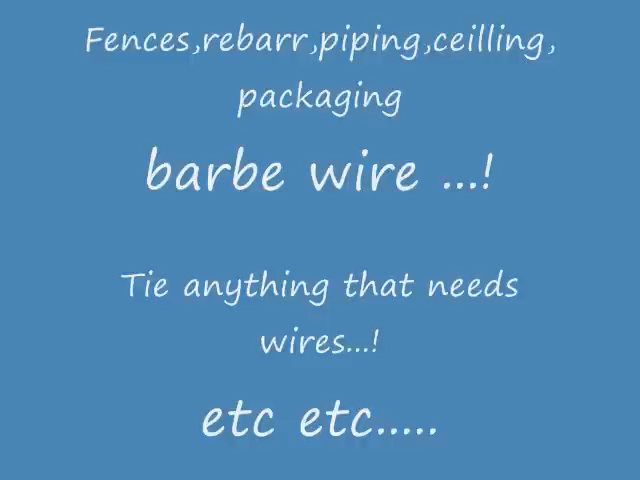 Fences,rebarr,piping,ceilling,
packaging
barbe wire ...!
Tie anything that needs
wires...!
etc etc.....